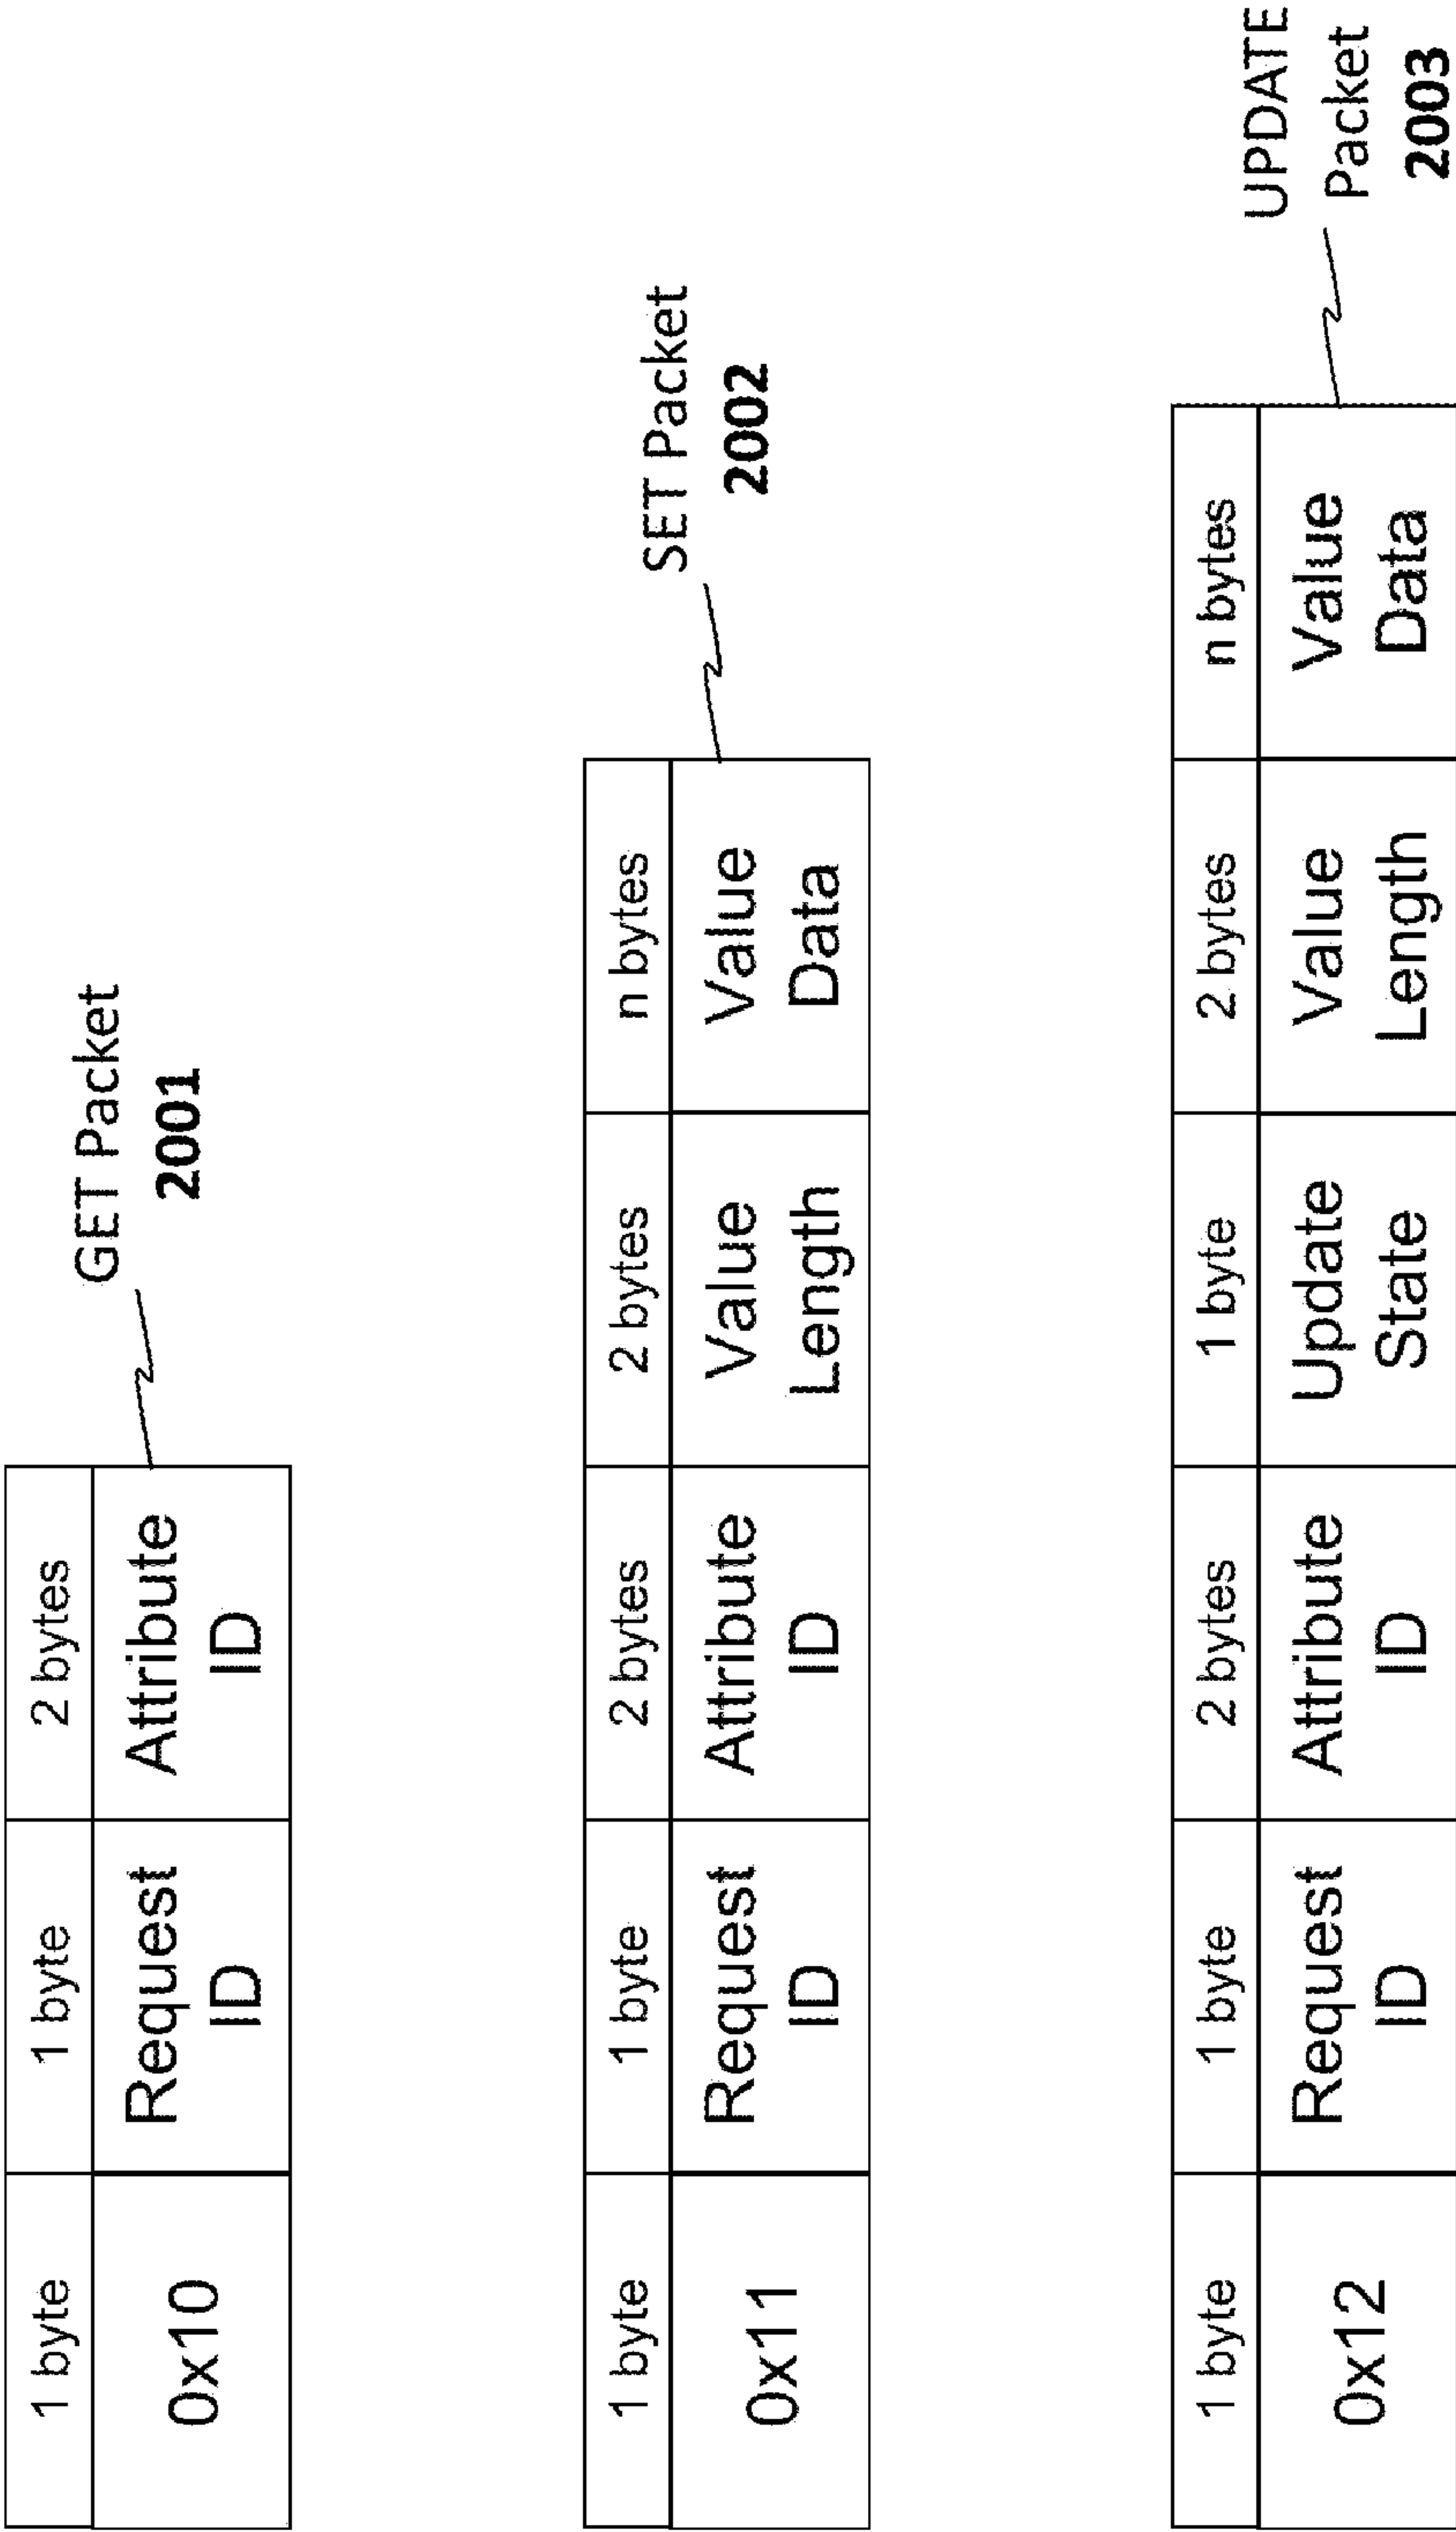 1 byte
1 byte
2 bytes
0x10
Request
ID
Attribute
ID
GET Packet
2001
1 byte
1 byte
2 bytes
2 bytes
n bytes
0x11
Request
ID
Attribute
ID
Value
Length
Value
Data
SET Packet
2002
1 byte
1 byte
2 bytes
1 byte
2 bytes
n bytes
0x12
Request
ID
Attribute
ID
Update
State
Value
Length
Value
Data
UPDATE
Packet
2003